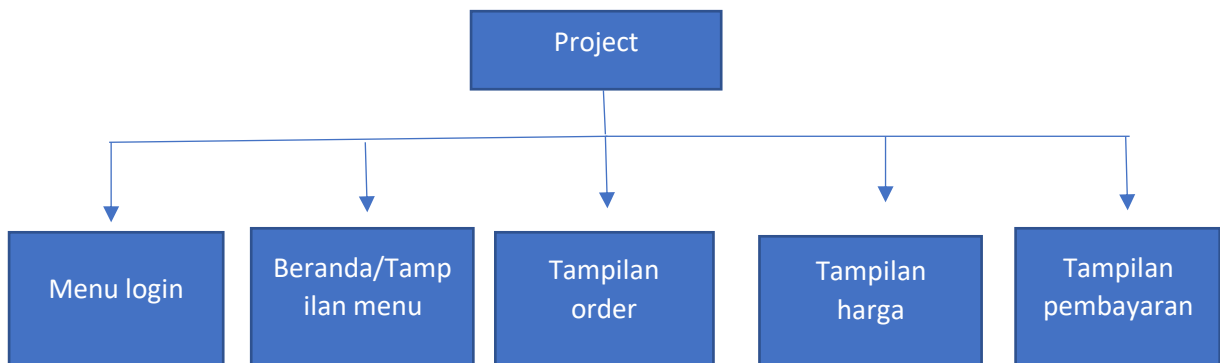 Project
Menu login
Beranda/Tamp
ilan menu
Tampilan
order
Tampilan
harga
Tampilan
pembayaran